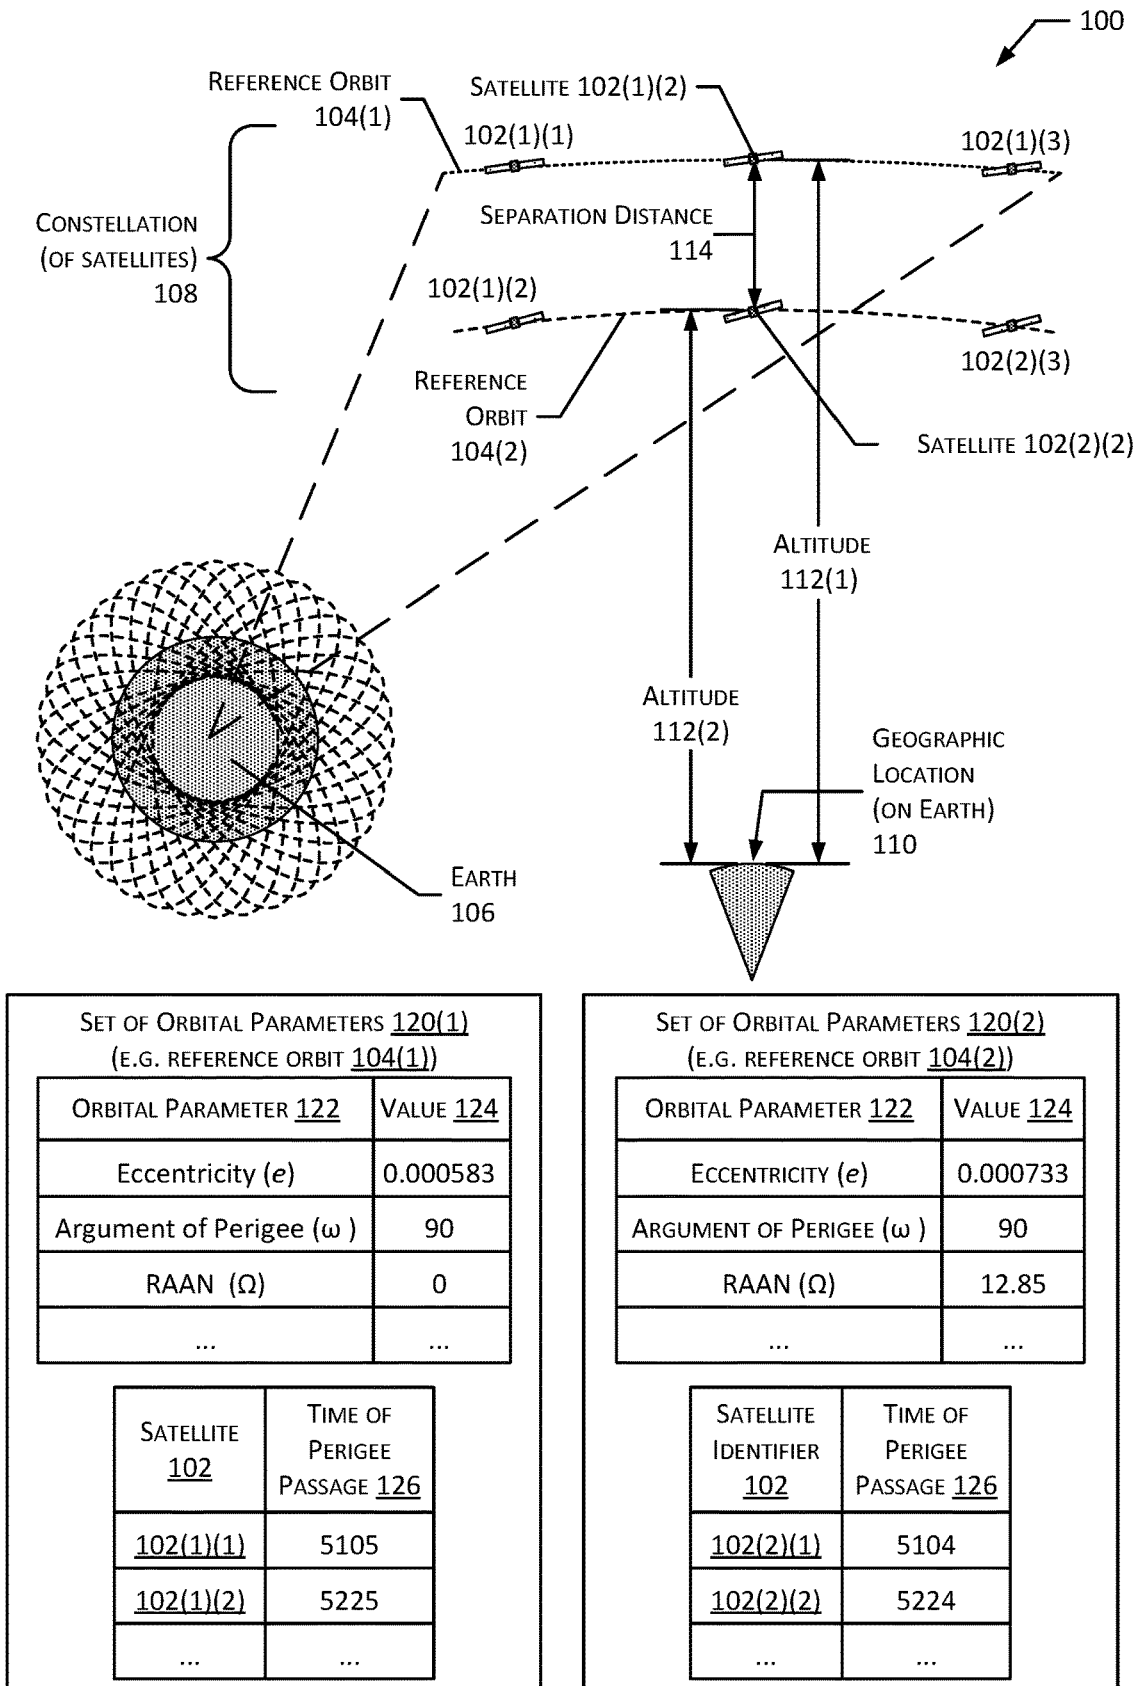 100
REFERENCE ORBIT
104(1)
SATELLITE 102(1)(2)
102(1)(1)
102(1)(3)
CONSTELLATION
(OF SATELLITES)
108
SEPARATION DISTANCE
114
102(1)(2)
102(2)(3)
REFERENCE
ORBIT
104(2)
SATELLITE 102(2)(2)
ALTITUDE
112(1)
ALTITUDE
112(2)
GEOGRAPHIC
LOCATION
(ON EARTH)
110
EARTH
106
SET OF ORBITAL PARAMETERS 120(1)
(E.G. REFERENCE ORBIT 104(1))
ORBITAL PARAMETER 122 VALUE 124
Eccentricity (e) 0.000583
Argument of Perigee (ω ) 90
RAAN (Ω) 0
... ...
SATELLITE
102
TIME OF
PERIGEE
PASSAGE 126
102(1)(1) 5105
102(1)(2) 5225
... ...
SET OF ORBITAL PARAMETERS 120(2)
(E.G. REFERENCE ORBIT 104(2))
ORBITAL PARAMETER 122 VALUE 124
ECCENTRICITY (e) 0.000733
ARGUMENT OF PERIGEE (ω ) 90
RAAN (Ω) 12.85
... ...
SATELLITE
IDENTIFIER
102
TIME OF
PERIGEE
PASSAGE 126
102(2)(1) 5104
102(2)(2) 5224
... ...